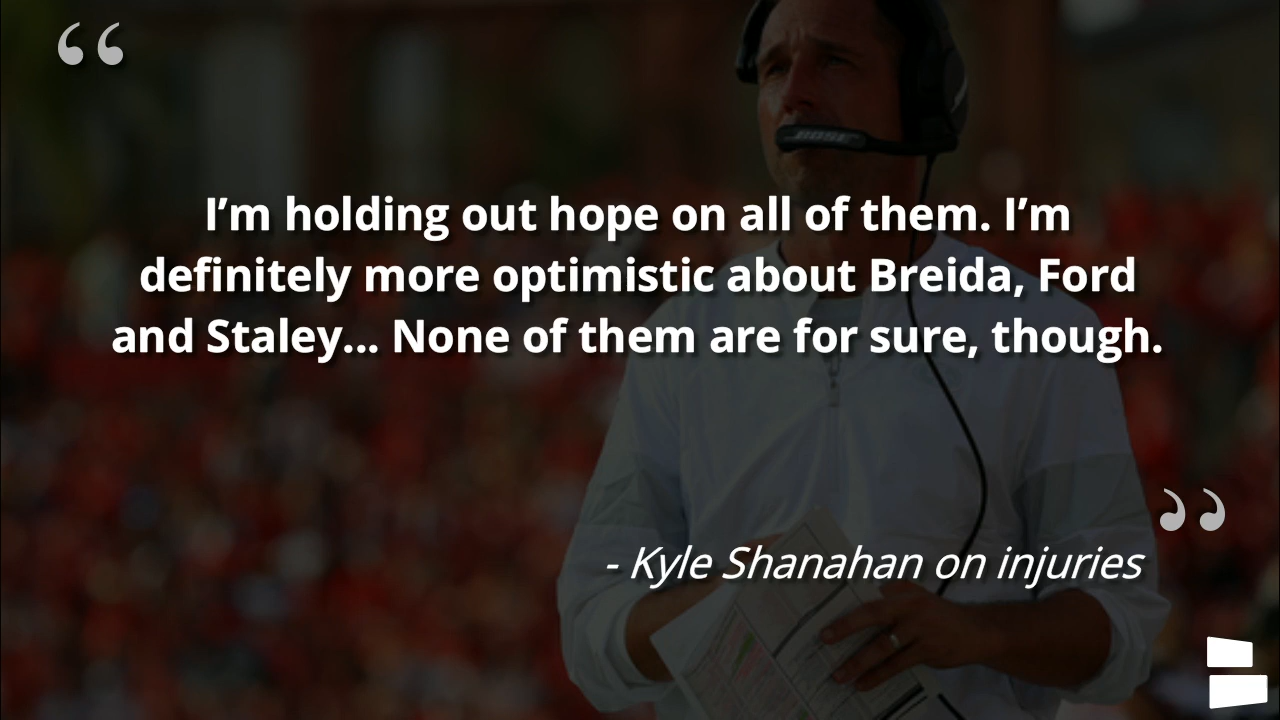 “
I’m holding out hope on all of them. I’m
definitely more optimistic about Breida, Ford
and Staley... None of them are for sure, though.
”
- Kyle Shanahan on injuries
BOSE